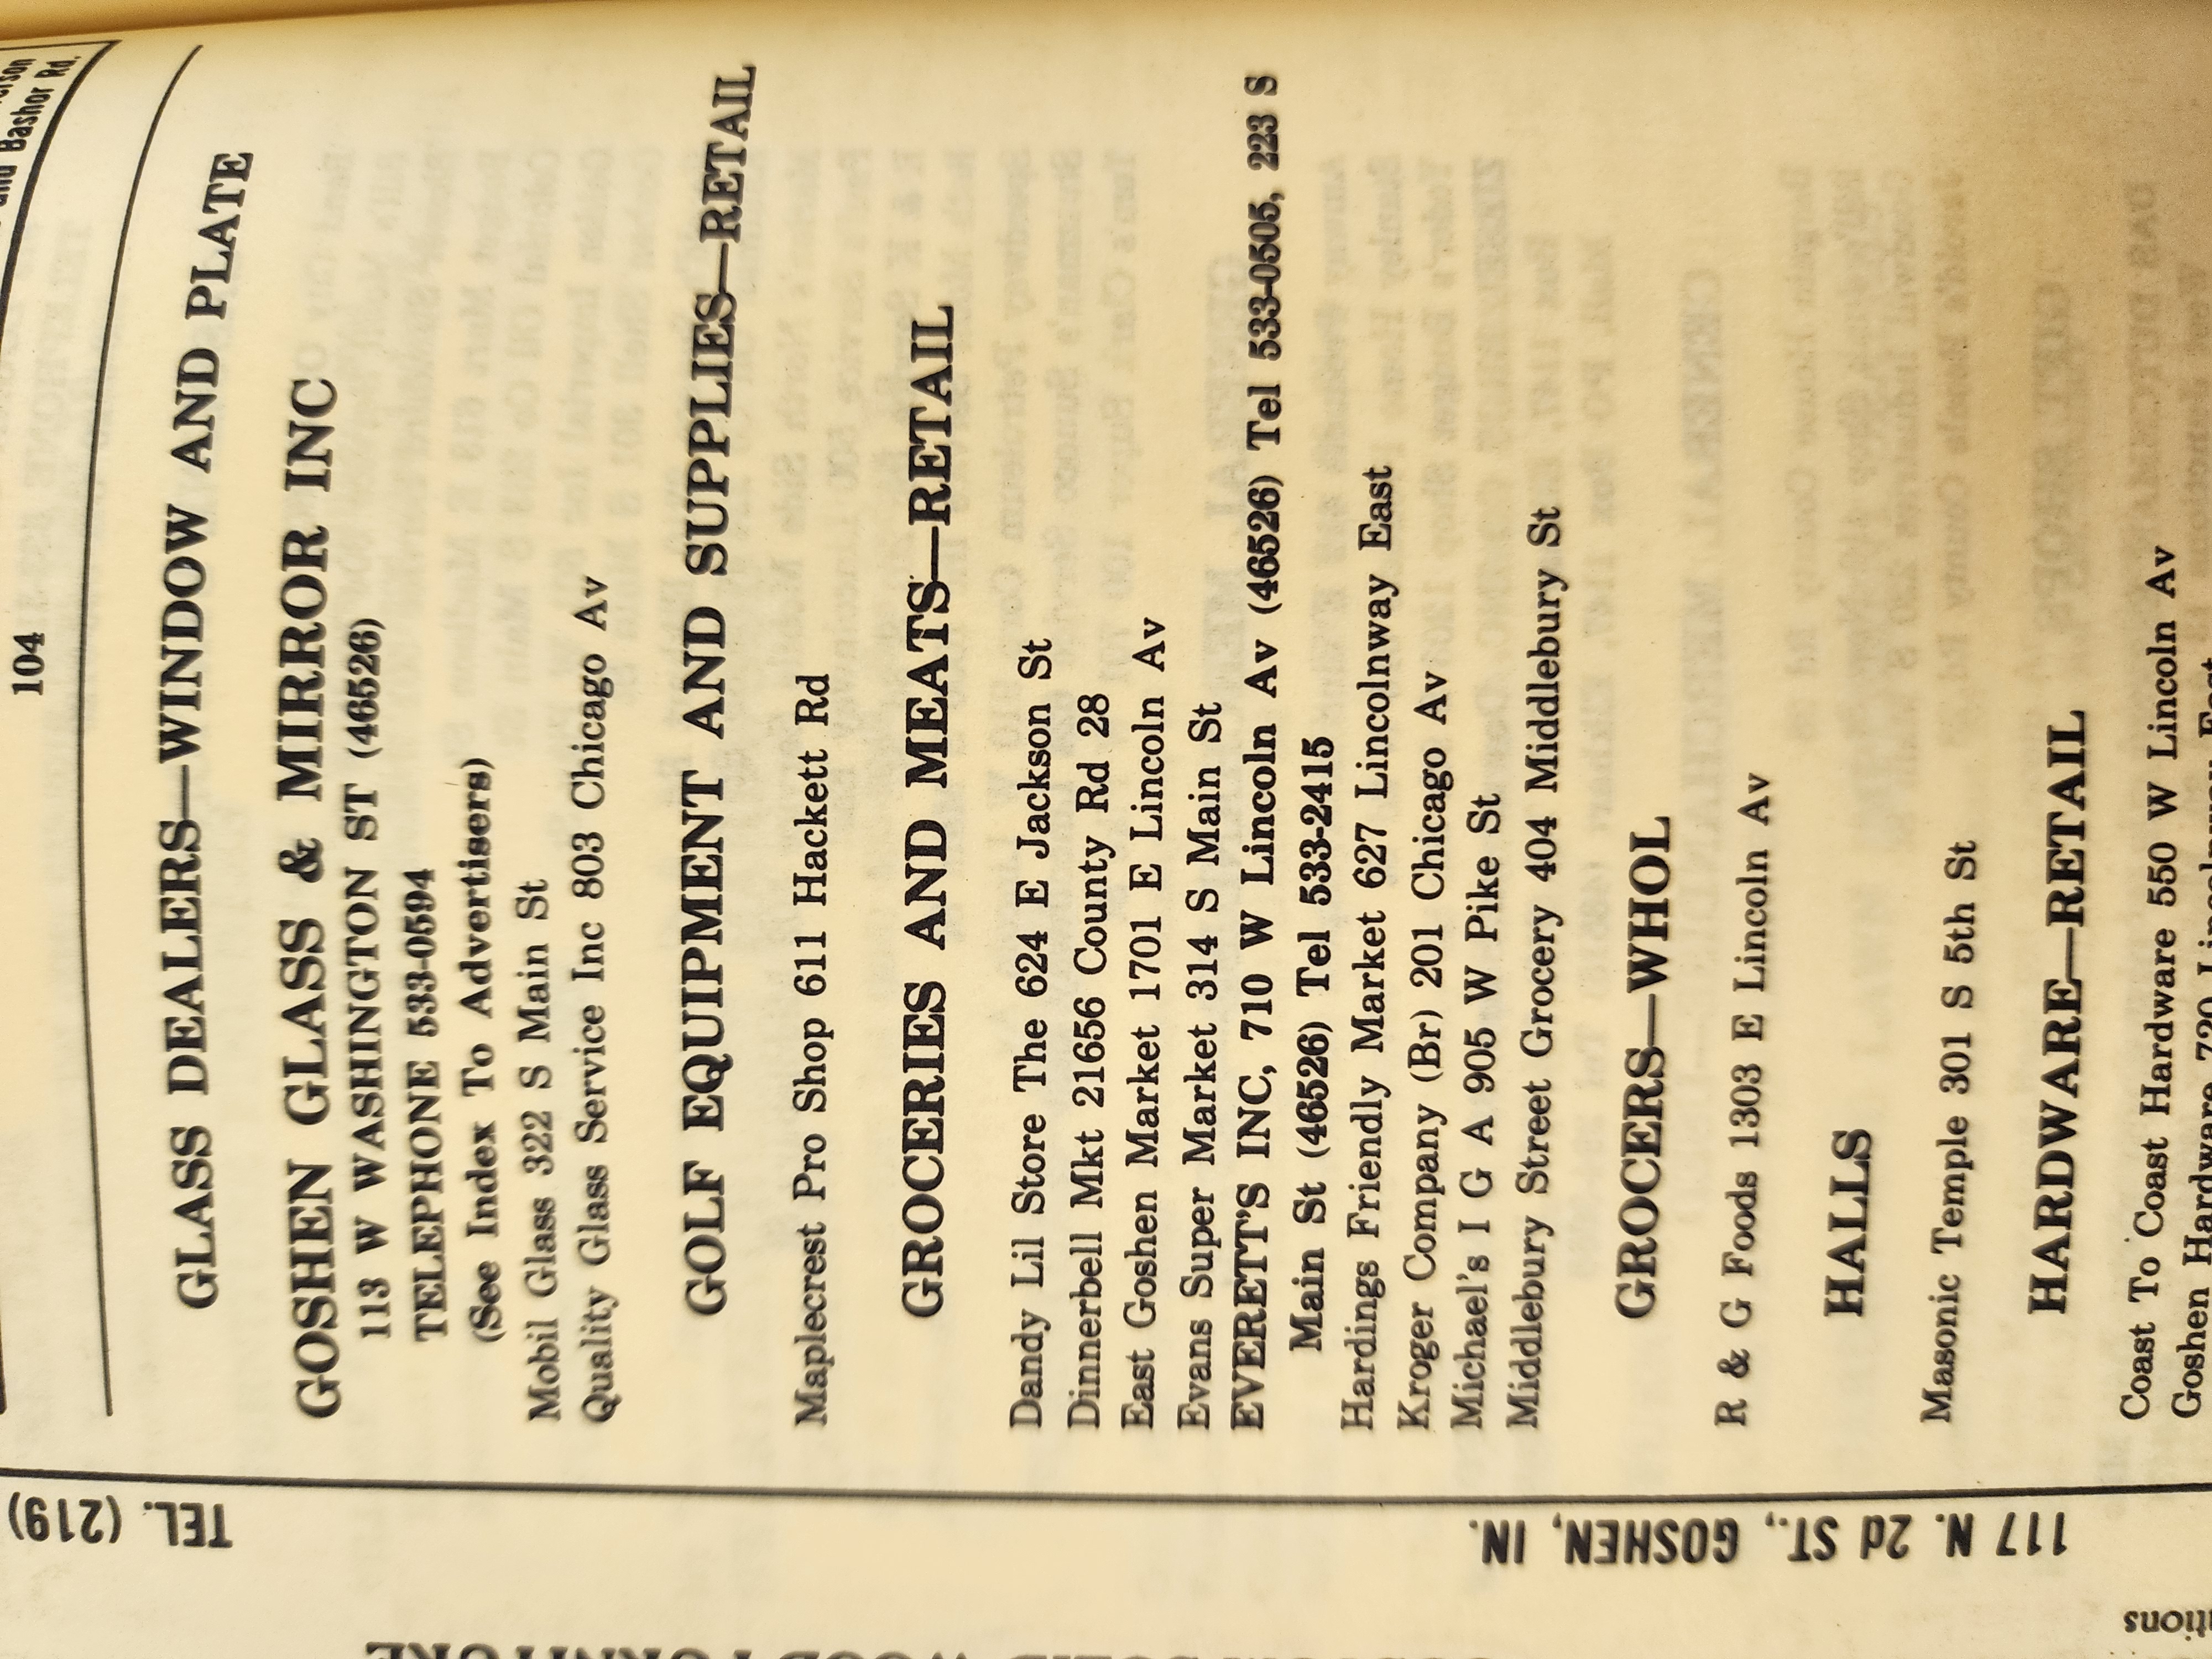 and Bashor Rd.
104
GLASS DEALERS—WINDOW AND PLATE
GOSHEN GLASS & MIRROR INC
113 W WASHINGTON ST (46526)
TELEPHONE 533-0594
(See Index To Advertisers)
Mobil Glass 322 S Main St
Quality Glass Service Inc 803 Chicago Av
GOLF EQUIPMENT AND SUPPLIES—RETAIL
Maplecrest Pro Shop 611 Hackett Rd
GROCERIES AND MEATS—RETAIL
Dandy Lil Store The 624 E Jackson St
Dinnerbell Mkt 21656 County Rd 28
East Goshen Market 1701 E Lincoln Av
Evans Super Market 314 S Main St
EVERETT'S INC, 710 W Lincoln Av (46526) Tel 533-0505, 223 S
Main St (46526) Tel 533-2415
Hardings Friendly Market 627 Lincolnway East
Kroger Company (Br) 201 Chicago Av
Michael's I G A 905 W Pike St
Middlebury Street Grocery 404 Middlebury St
GROCERS—WHOL
R & G Foods 1303 E Lincoln Av
HALLS
Masonic Temple 301 S 5th St
HARDWARE—RETAIL
Coast To Coast Hardware 550 W Lincoln Av
Goshen Hardware 720 Lincolnway East
117 N. 2d ST., GOSHEN, IN.
TEL. (219)